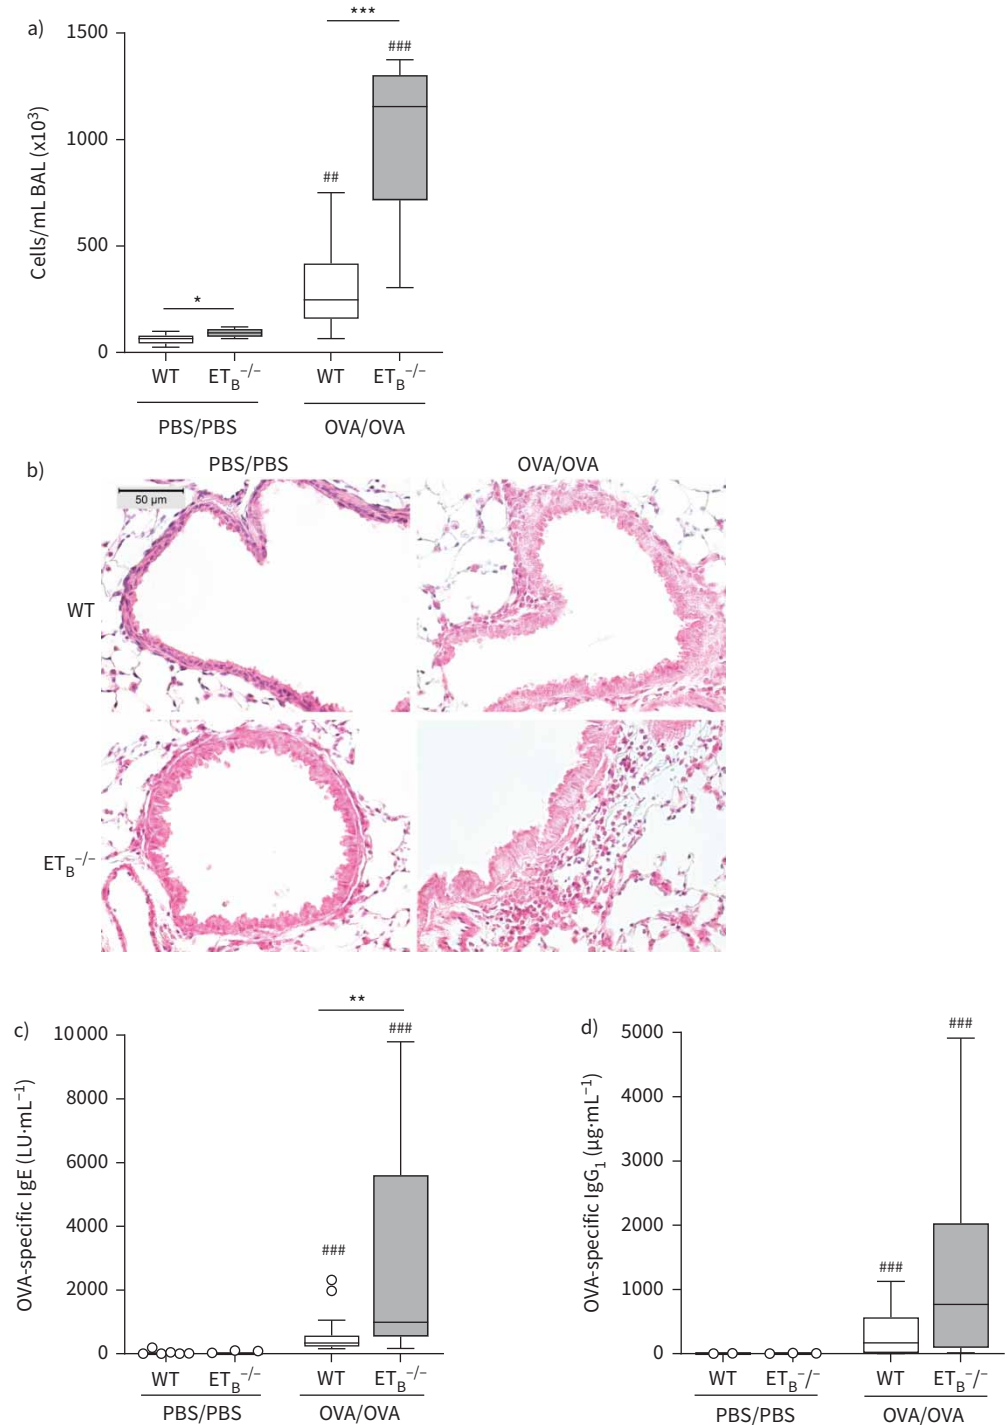 a)
***
1500
###
Cells/mL BAL (x10³)
1000
##
500
*
0
WT
ET_B⁻/⁻
WT
ET_B⁻/⁻
PBS/PBS
OVA/OVA
b)
PBS/PBS
OVA/OVA
50 µm
WT
ET_B⁻/⁻
c)
**
###
10 000
OVA-specific IgE (LU·mL⁻¹)
8000
6000
4000
###
2000
0
WT
ET_B⁻/⁻
WT
ET_B⁻/⁻
PBS/PBS
OVA/OVA
d)
5000
###
OVA-specific IgG₁ (µg·mL⁻¹)
4000
3000
2000
###
1000
0
WT
ET_B⁻/⁻
WT
ET_B⁻/⁻
PBS/PBS
OVA/OVA